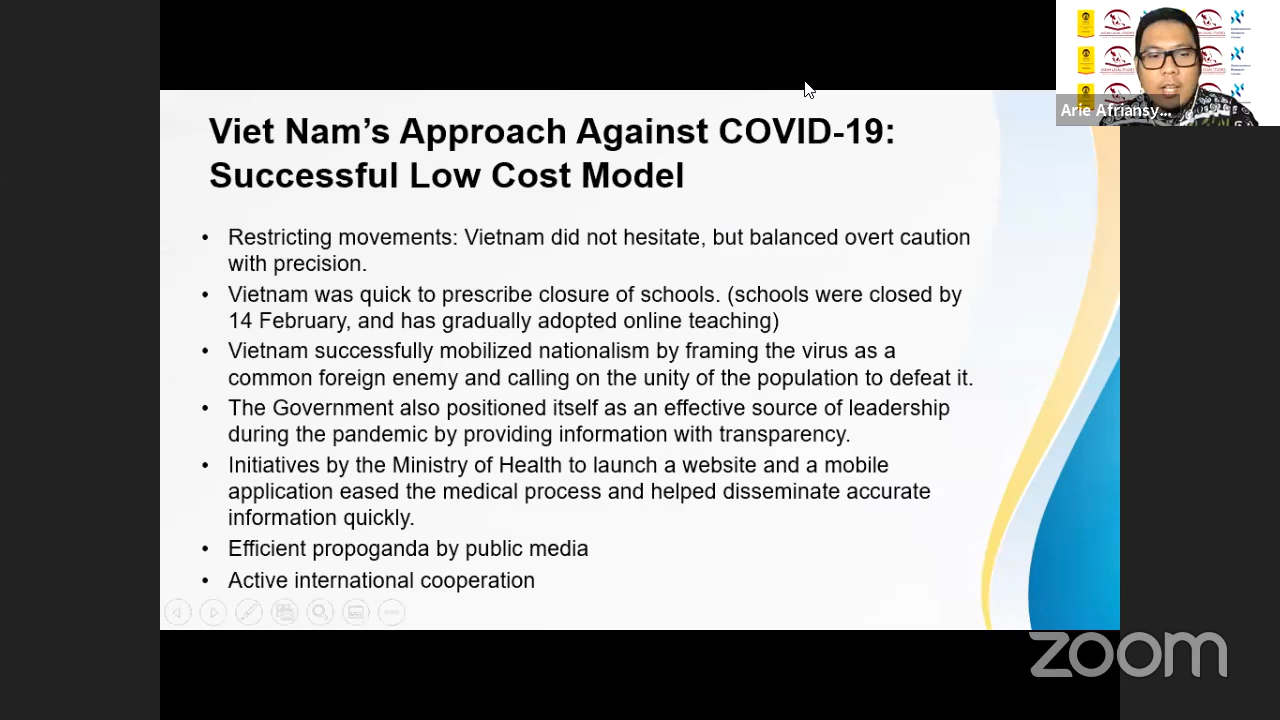 Viet Nam’s Approach Against COVID-19:
Successful Low Cost Model
• Restricting movements: Vietnam did not hesitate, but balanced overt caution
with precision.
• Vietnam was quick to prescribe closure of schools. (schools were closed by
14 February, and has gradually adopted online teaching)
• Vietnam successfully mobilized nationalism by framing the virus as a
common foreign enemy and calling on the unity of the population to defeat it.
• The Government also positioned itself as an effective source of leadership
during the pandemic by providing information with transparency.
• Initiatives by the Ministry of Health to launch a website and a mobile
application eased the medical process and helped disseminate accurate
information quickly.
• Efficient propoganda by public media
• Active international cooperation
Arie Afriansy...
zoom